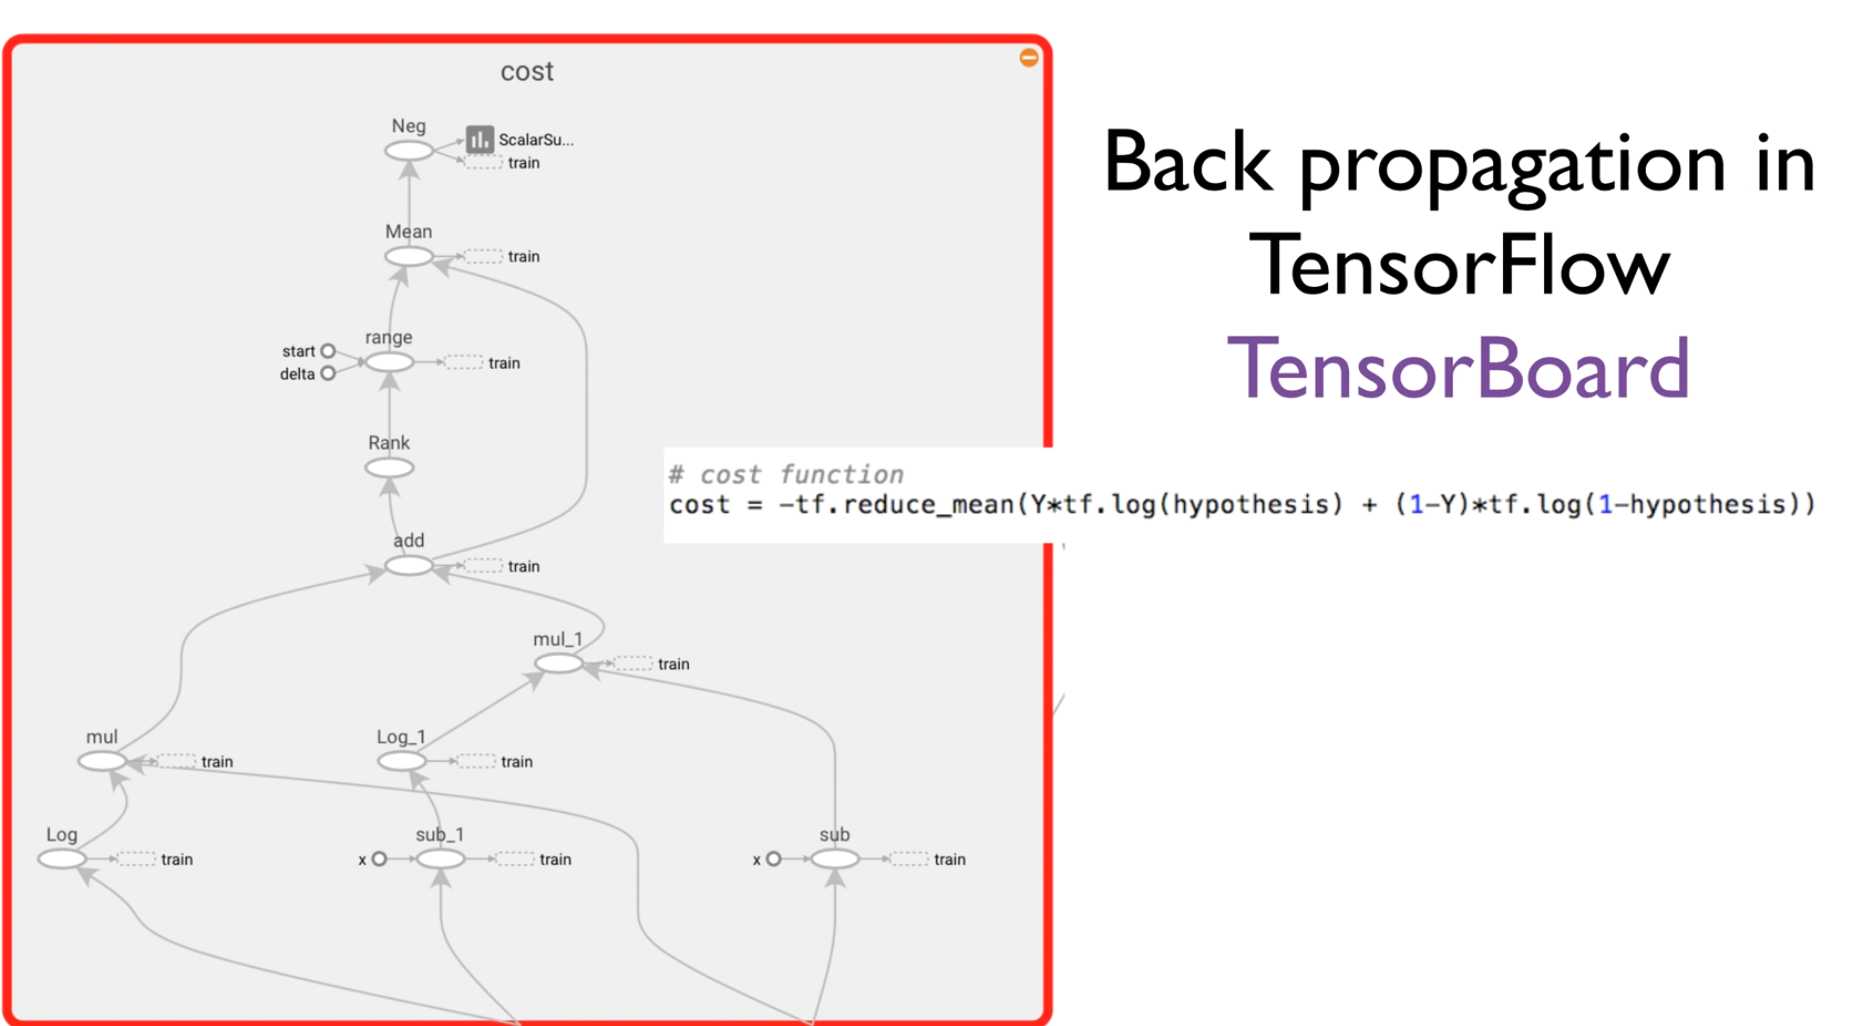 cost
Neg
ScalarSu...
train
Mean
train
range
start
delta
train
Rank
add
train
mul_1
train
mul
train
Log_1
train
Log
train
sub_1
x
train
sub
x
train
Back propagation in
TensorFlow
TensorBoard
# cost function
cost = -tf.reduce_mean(Y*tf.log(hypothesis) + (1-Y)*tf.log(1-hypothesis))